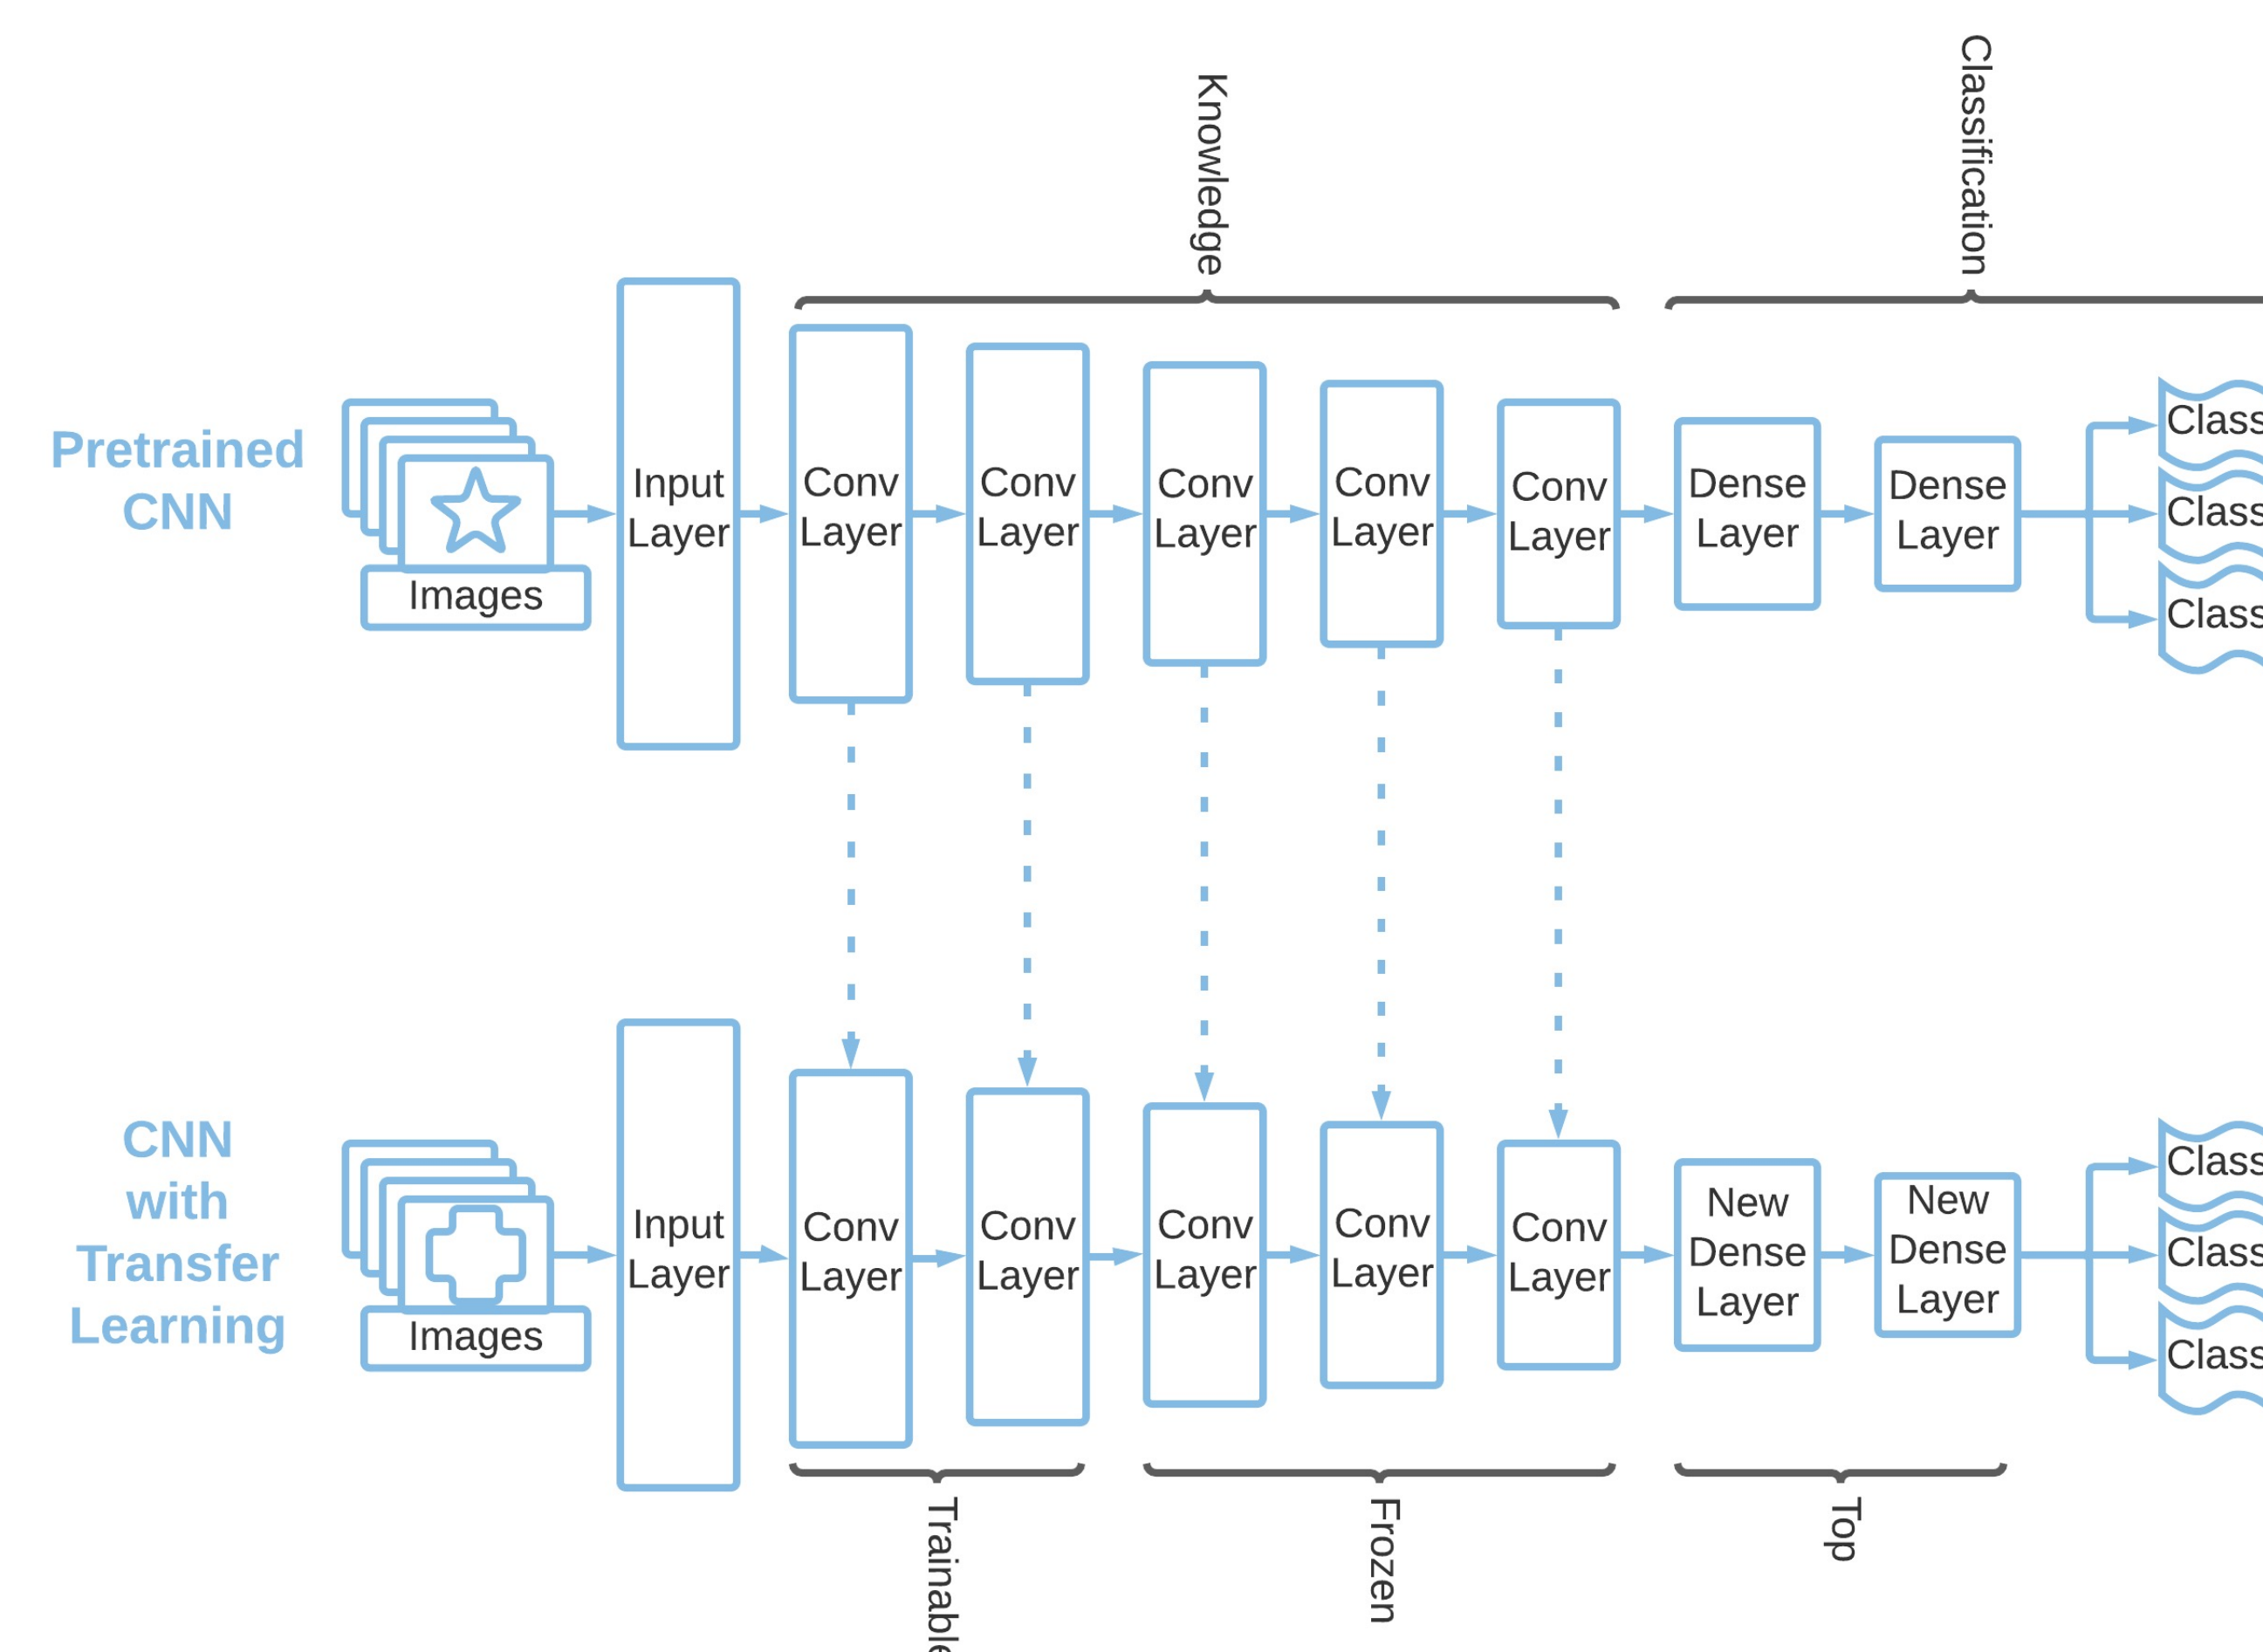 Knowledge
Classification
Pretrained
CNN
Images
Input
Layer
Conv
Layer
Conv
Layer
Conv
Layer
Conv
Layer
Conv
Layer
Dense
Layer
Dense
Layer
Class
Class
Class
CNN
with
Transfer
Learning
Images
Input
Layer
Conv
Layer
Conv
Layer
Conv
Layer
Conv
Layer
Conv
Layer
New
Dense
Layer
New
Dense
Layer
Class
Class
Class
Trainable
Frozen
Top